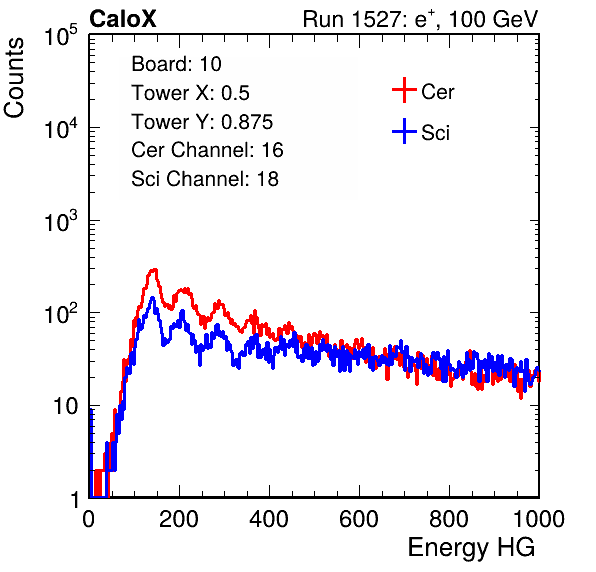 CaloX Run 1527: e⁺, 100 GeV
Board: 10
Tower X: 0.5
Tower Y: 0.875
Cer Channel: 16
Sci Channel: 18
Cer
Sci
Counts
10⁵
10⁴
10³
10²
10
1
0 200 400 600 800 1000
Energy HG